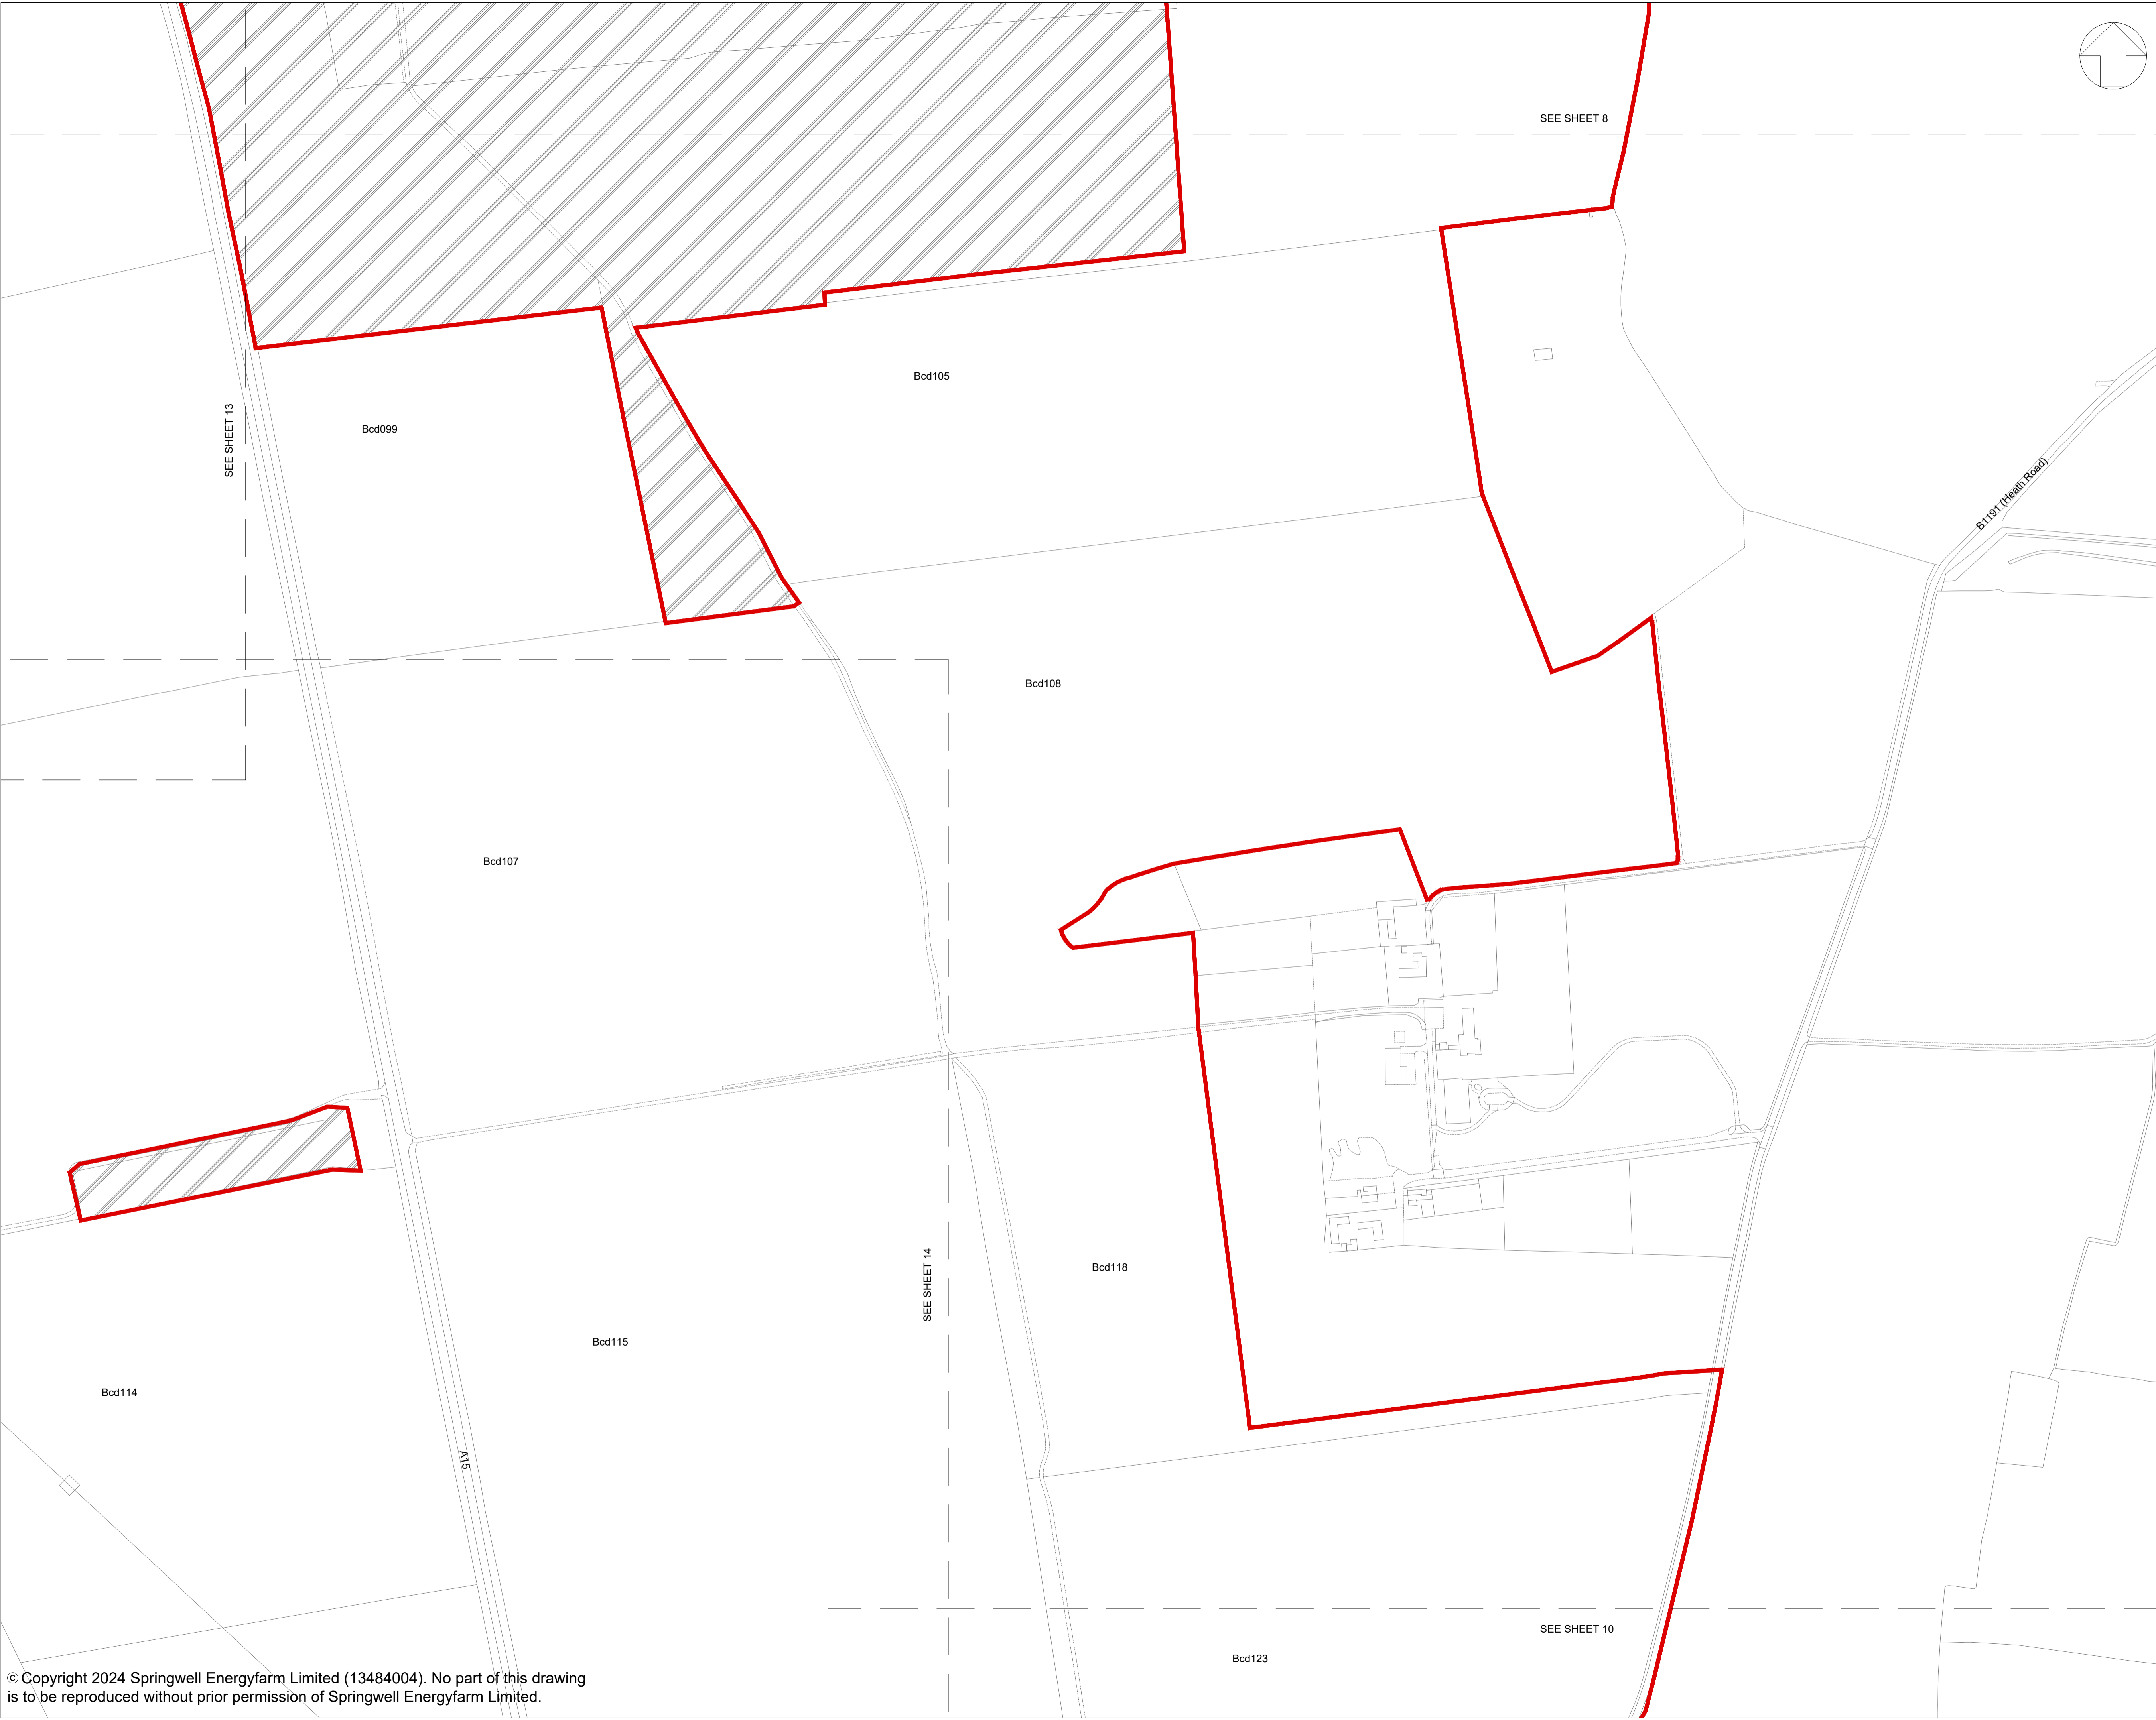 SEE SHEET 8
SEE SHEET 13
Bcd105
Bcd099
B1191 (Heath Road)
Bcd108
Bcd107
Bcd118
SEE SHEET 14
Bcd115
Bcd114
A15
SEE SHEET 10
Bcd123
© Copyright 2024 Springwell Energyfarm Limited (13484004). No part of this drawing
is to be reproduced without prior permission of Springwell Energyfarm Limited.